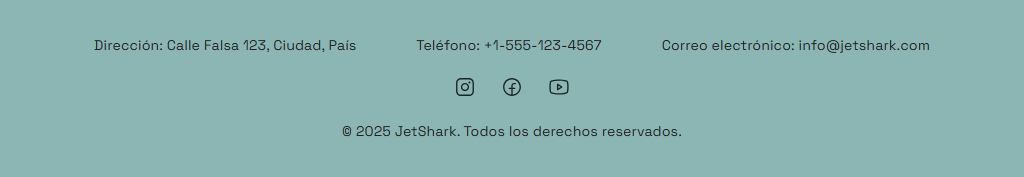 Dirección: Calle Falsa 123, Ciudad, País
Teléfono: +1-555-123-4567
Correo electrónico: info@jetshark.com
© 2025 JetShark. Todos los derechos reservados.